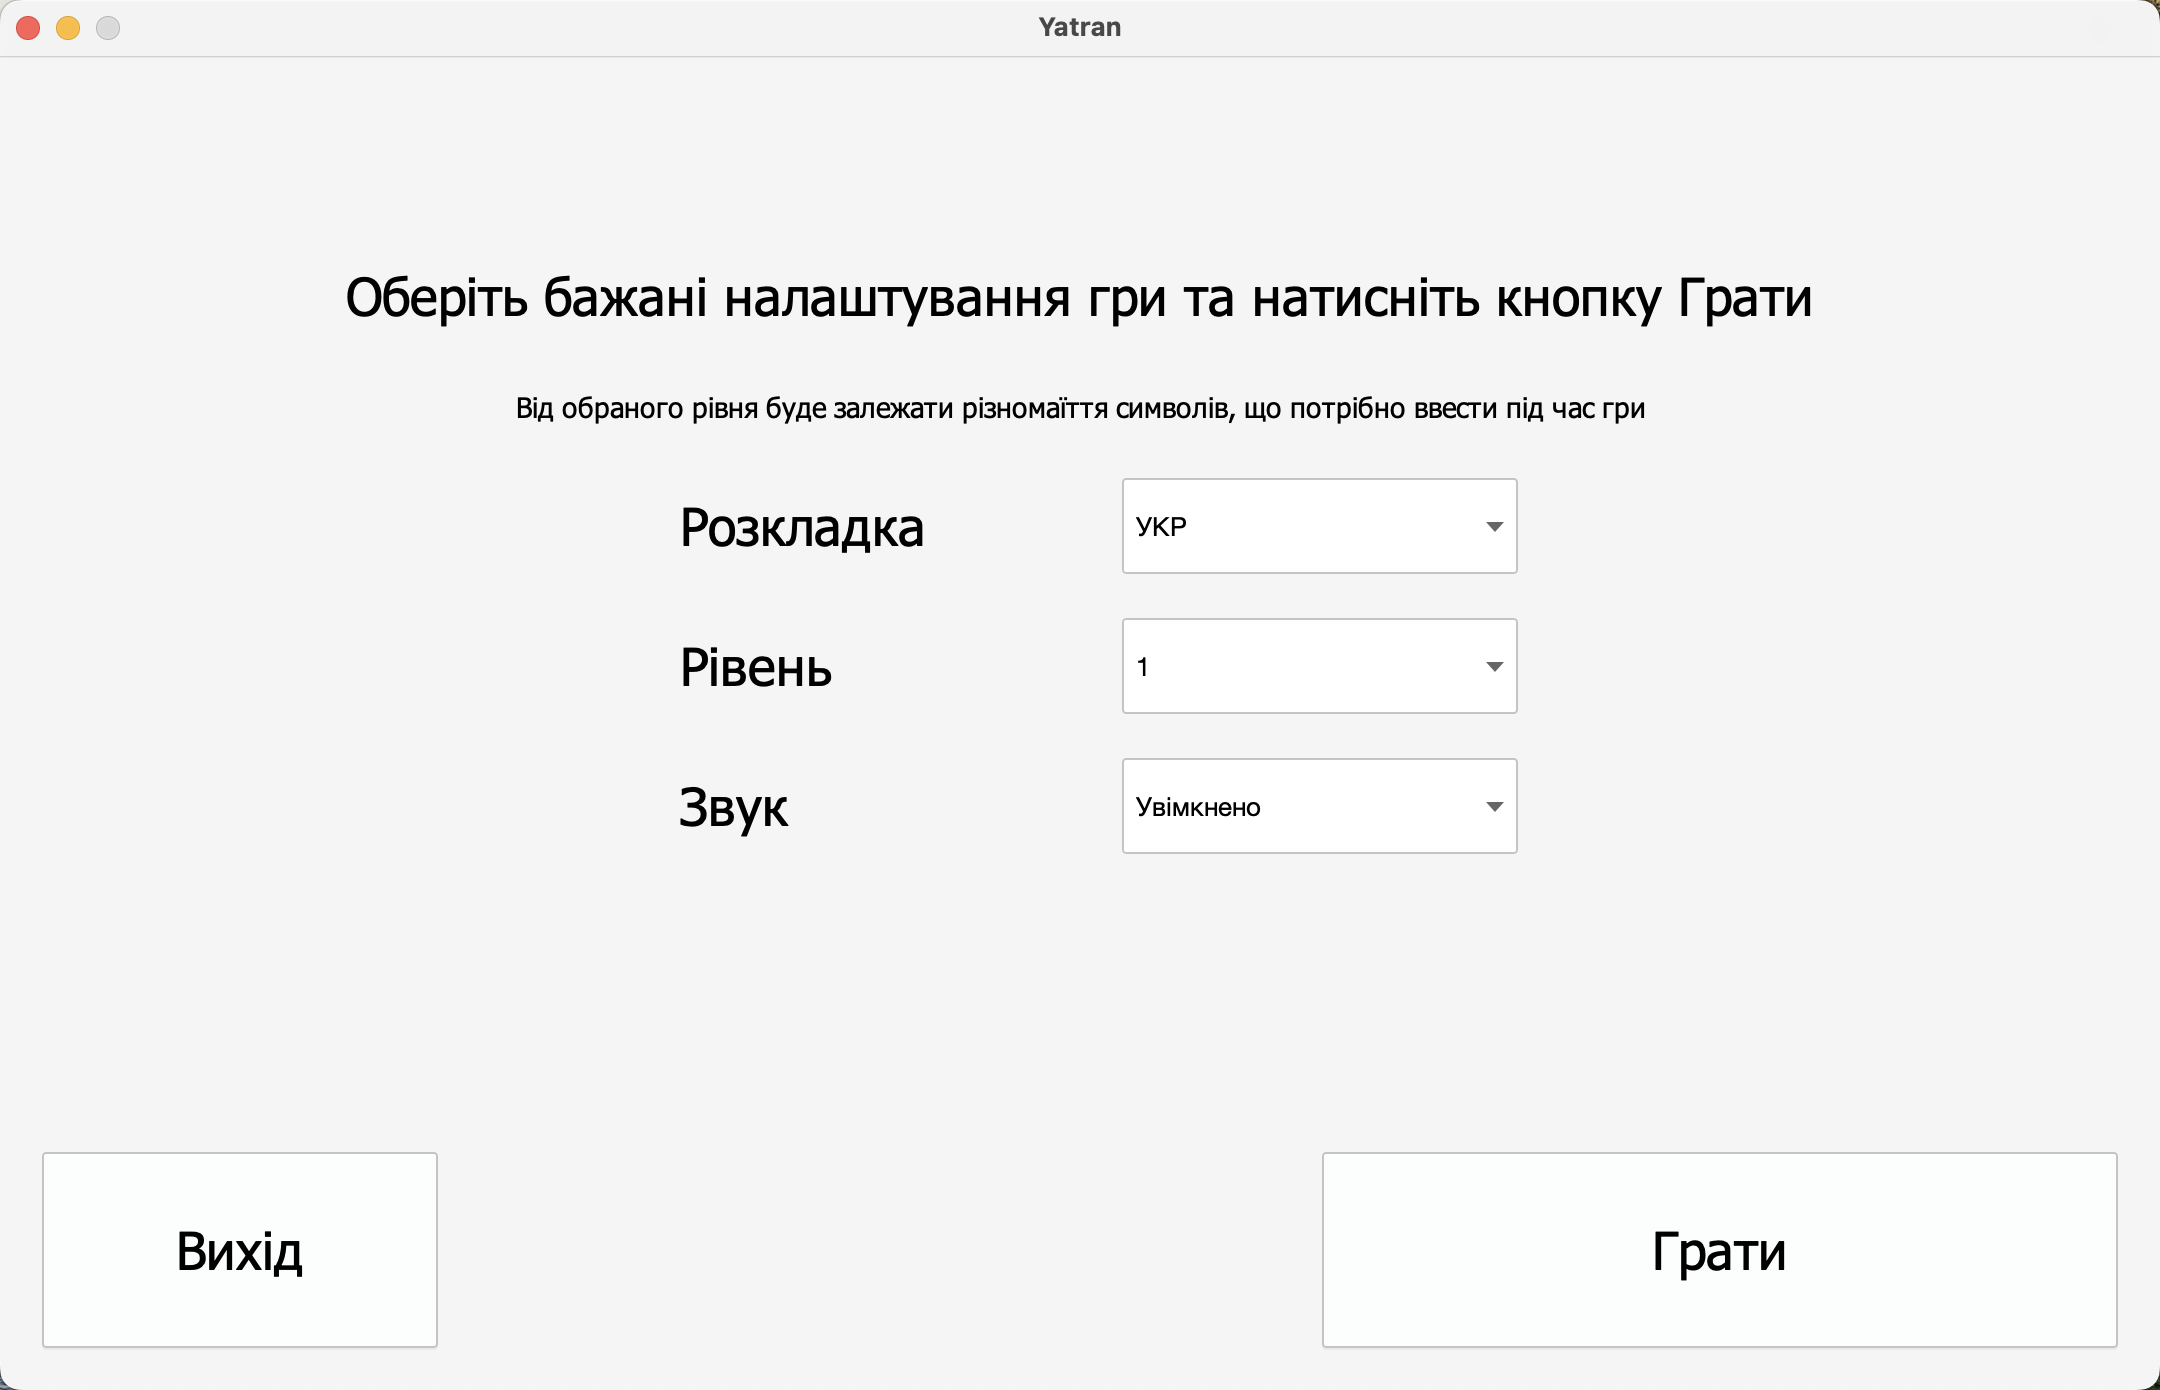 Yatran
Оберіть бажані налаштування гри та натисніть кнопку Грати
Від обраного рівня буде залежати різномаїття символів, що потрібно ввести під час гри
Розкладка
УКР
Рівень
1
Звук
Увімкнено
Вихід
Грати